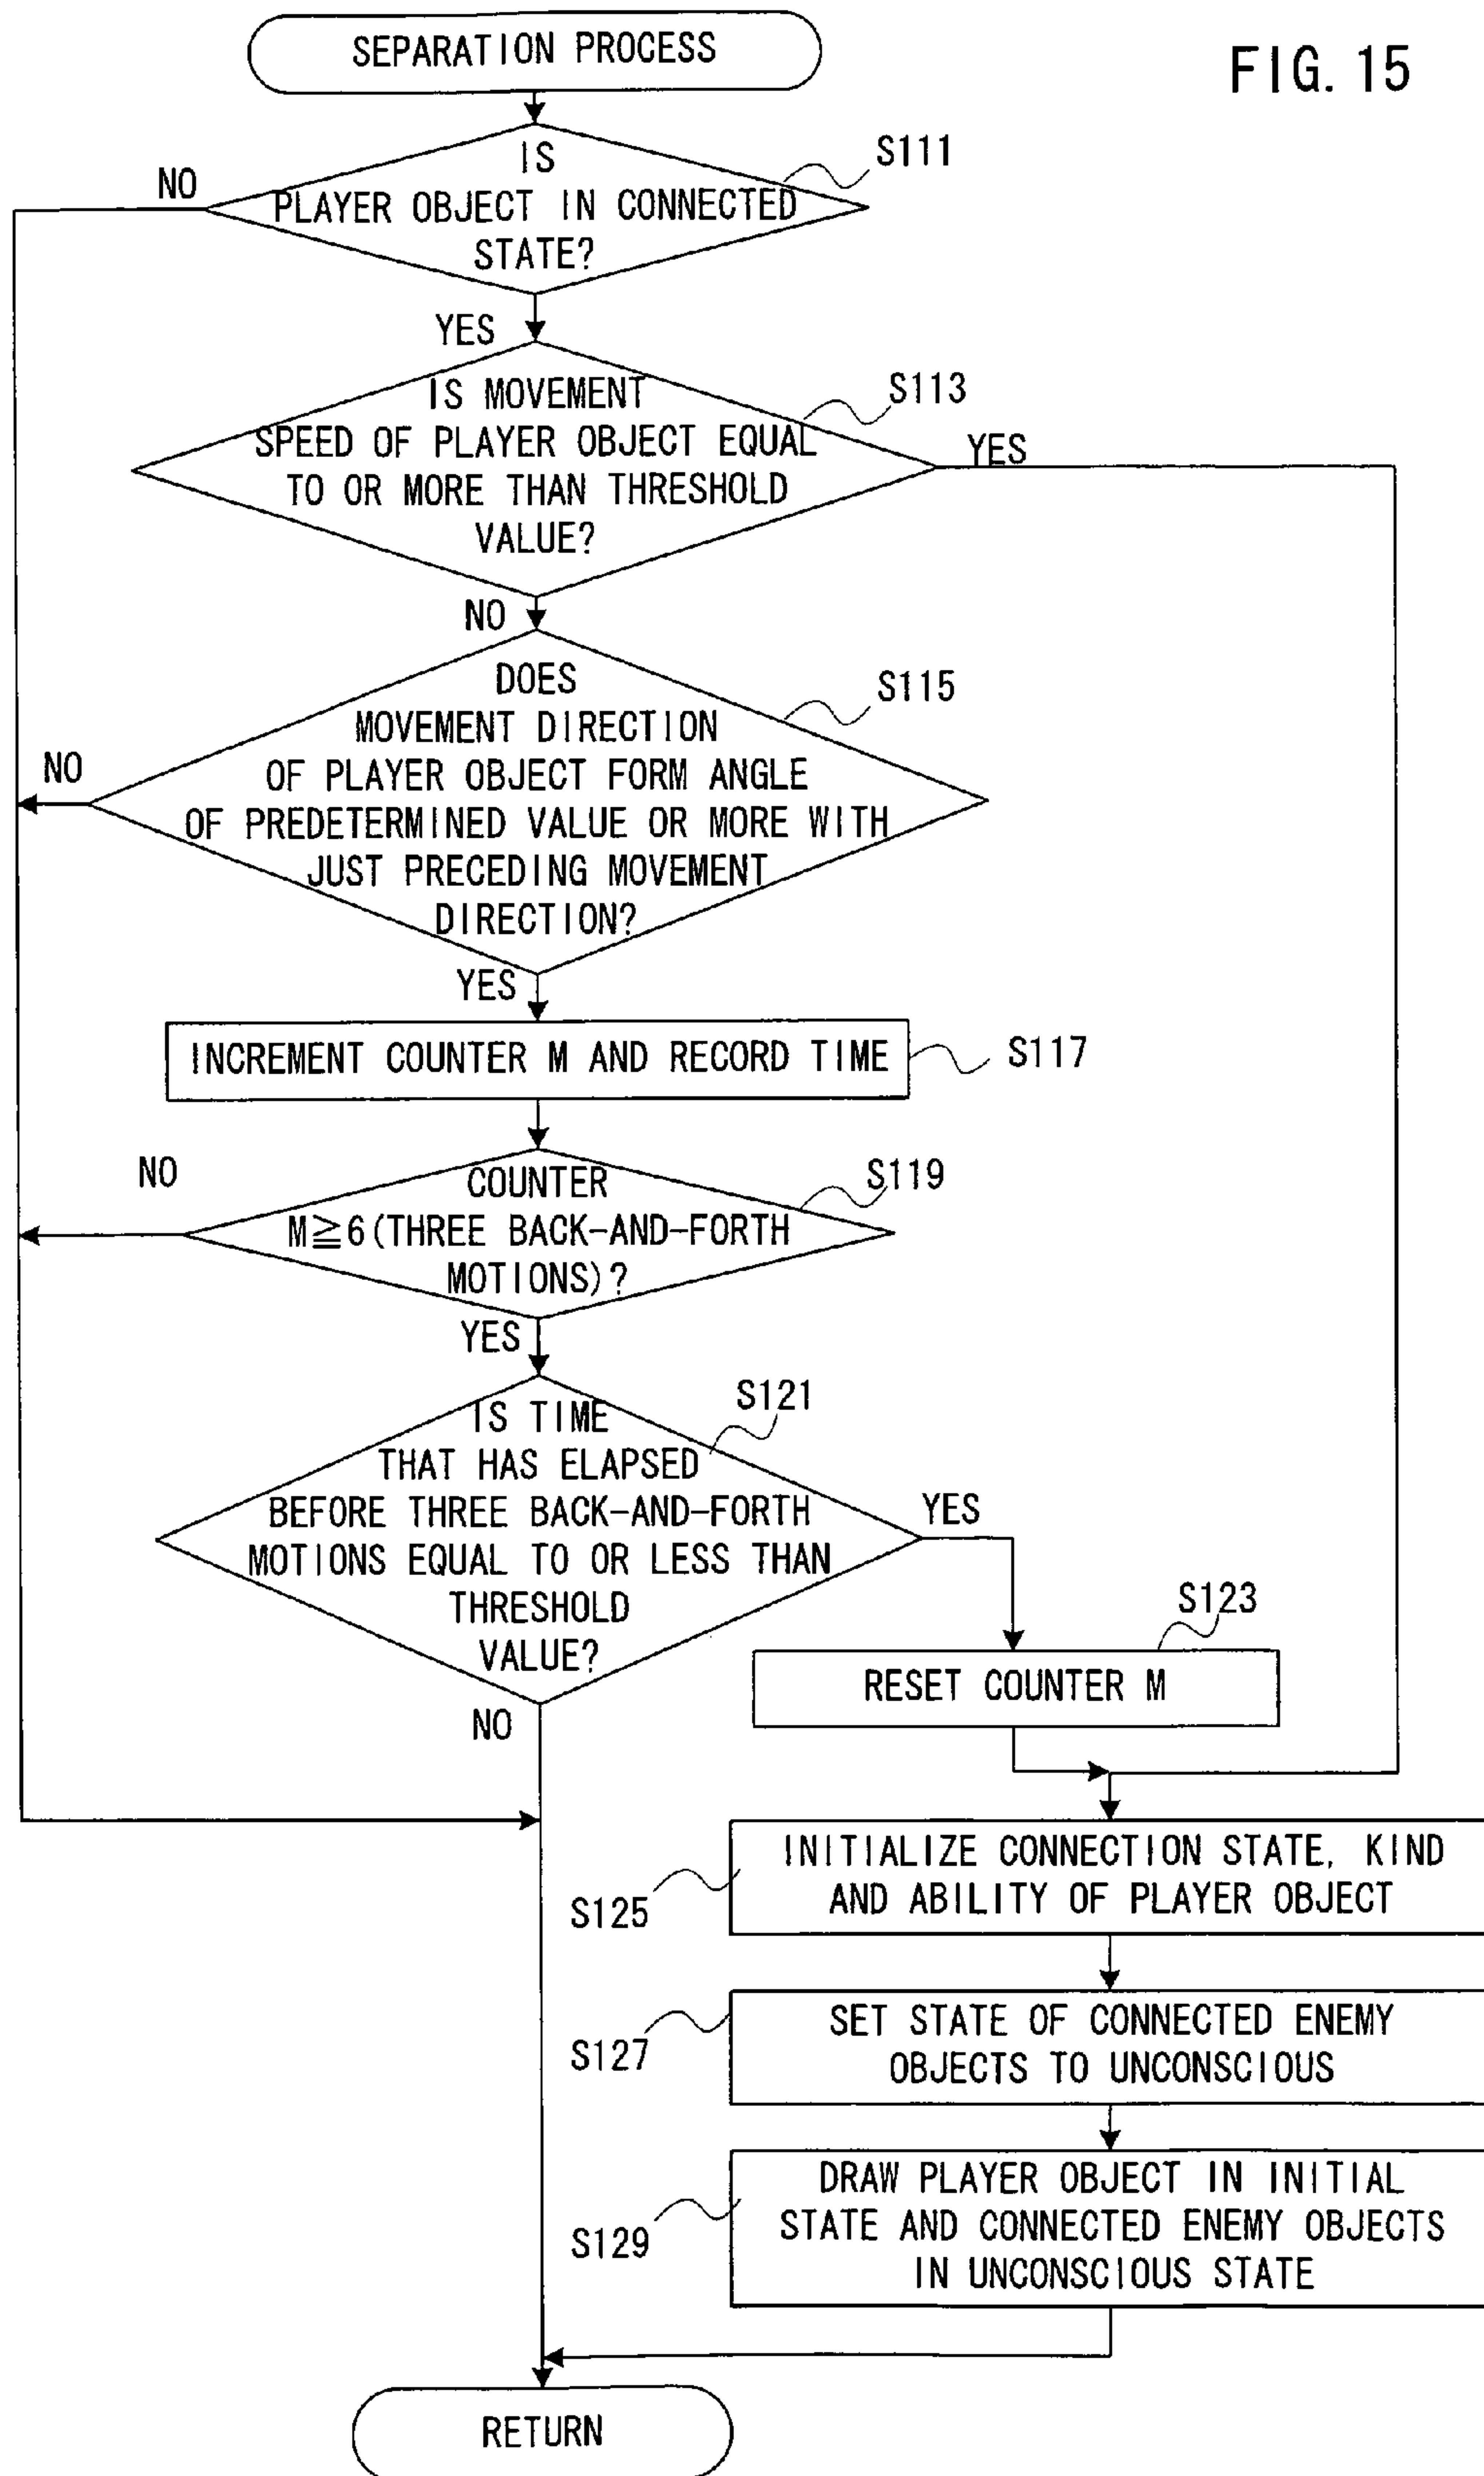 FIG. 15
SEPARATION PROCESS
IS
PLAYER OBJECT IN CONNECTED
STATE?
S111
NO
YES
IS MOVEMENT
SPEED OF PLAYER OBJECT EQUAL
TO OR MORE THAN THRESHOLD
VALUE?
S113
YES
NO
DOES
MOVEMENT DIRECTION
OF PLAYER OBJECT FORM ANGLE
OF PREDETERMINED VALUE OR MORE WITH
JUST PRECEDING MOVEMENT
DIRECTION?
S115
NO
YES
INCREMENT COUNTER M AND RECORD TIME
S117
COUNTER
M≧6(THREE BACK-AND-FORTH
MOTIONS)?
S119
NO
YES
IS TIME
THAT HAS ELAPSED
BEFORE THREE BACK-AND-FORTH
MOTIONS EQUAL TO OR LESS THAN
THRESHOLD
VALUE?
S121
YES
NO
S123
RESET COUNTER M
INITIALIZE CONNECTION STATE, KIND
AND ABILITY OF PLAYER OBJECT
S125
SET STATE OF CONNECTED ENEMY
OBJECTS TO UNCONSCIOUS
S127
DRAW PLAYER OBJECT IN INITIAL
STATE AND CONNECTED ENEMY OBJECTS
IN UNCONSCIOUS STATE
S129
RETURN